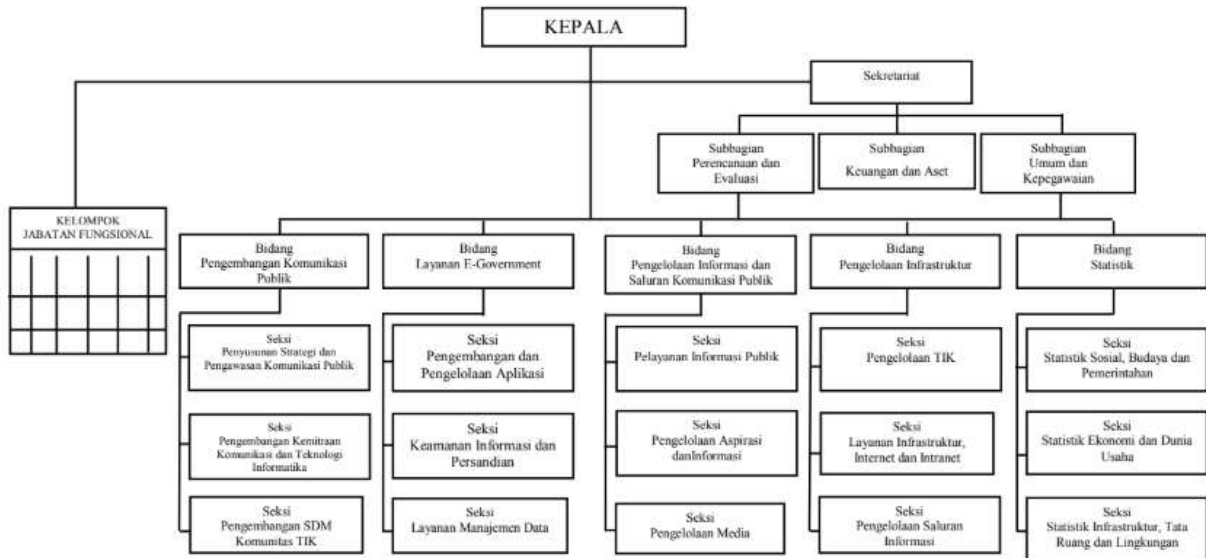 KEPALA
Sekretariat
Subbagian
Perencanaan dan
Evaluasi
Subbagian
Keuangan dan Aset
Subbagian
Umum dan
Kepegawaian
KELOMPOK
JABATAN FUNGSIONAL
Bidang
Pengembangan Komunikasi
Publik
Bidang
Layanan E-Government
Bidang
Pengelolaan Informasi dan
Saluran Komunikasi Publik
Bidang
Pengelolaan Infrastruktur
Bidang
Statistik
Seksi
Penyusunan Strategi dan
Pengawasan Komunikasi Publik
Seksi
Pengembangan dan
Pengelolaan Aplikasi
Seksi
Pelayanan Informasi Publik
Seksi
Pengelolaan TIK
Seksi
Statistik Sosial, Budaya dan
Pemerintahan
Seksi
Pengembangan Kemitraan
Komunikasi dan Teknologi
Informatika
Seksi
Keamanan Informasi dan
Persandian
Seksi
Pengelolaan Aspirasi
danInformasi
Seksi
Layanan Infrastruktur,
Internet dan Intranet
Seksi
Statistik Ekonomi dan Dunia
Usaha
Seksi
Pengembangan SDM
Komunitas TIK
Seksi
Layanan Manajemen Data
Seksi
Pengelolaan Media
Seksi
Pengelolaan Saluran
Informasi
Seksi
Statistik Infrastruktur, Tata
Ruang dan Lingkungan